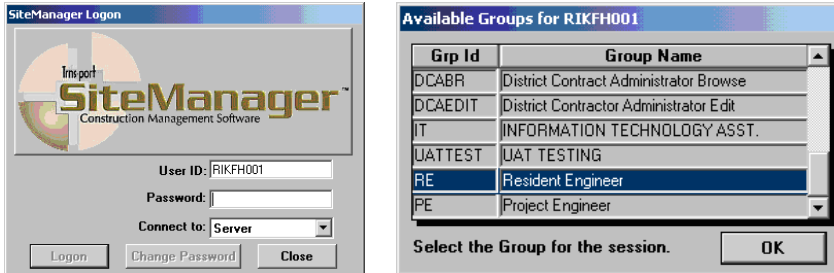 SiteManager Logon
Trns•port
SiteManager™
Construction Management Software
User ID: RIKFH001
Password:
Connect to: Server
Logon Change Password Close
Available Groups for RIKFH001
Grp Id Group Name
DCABR District Contract Administrator Browse
DCAEDIT District Contractor Administrator Edit
IT INFORMATION TECHNOLOGY ASST.
UATTEST UAT TESTING
RE Resident Engineer
PE Project Engineer
Select the Group for the session. OK